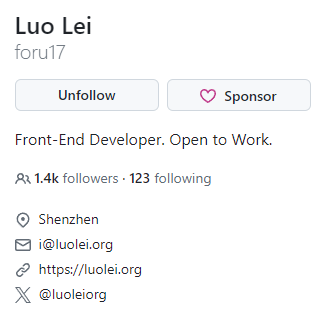 Luo Lei
foru17
Unfollow
Sponsor
Front-End Developer. Open to Work.
1.4k followers · 123 following
Shenzhen
i@luolei.org
https://luolei.org
@luoleiorg